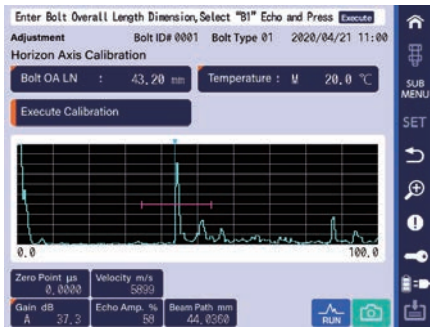 Enter Bolt Overall Length Dimension,Select "B1" Echo and Press Execute
Adjustment Bolt ID# 0001 Bolt Type 01 2020/04/21 11:00
Horizon Axis Calibration
Bolt OA LN : 43.20 mm Temperature : M 20.0 ℃
Execute Calibration
SUB MENU
SET
0.0 100.0
Zero Point µs 0.0000 Velocity m/s 5899
Gain dB A 37.3 Echo Amp. % 58 Beam Path mm 44.0360
RUN